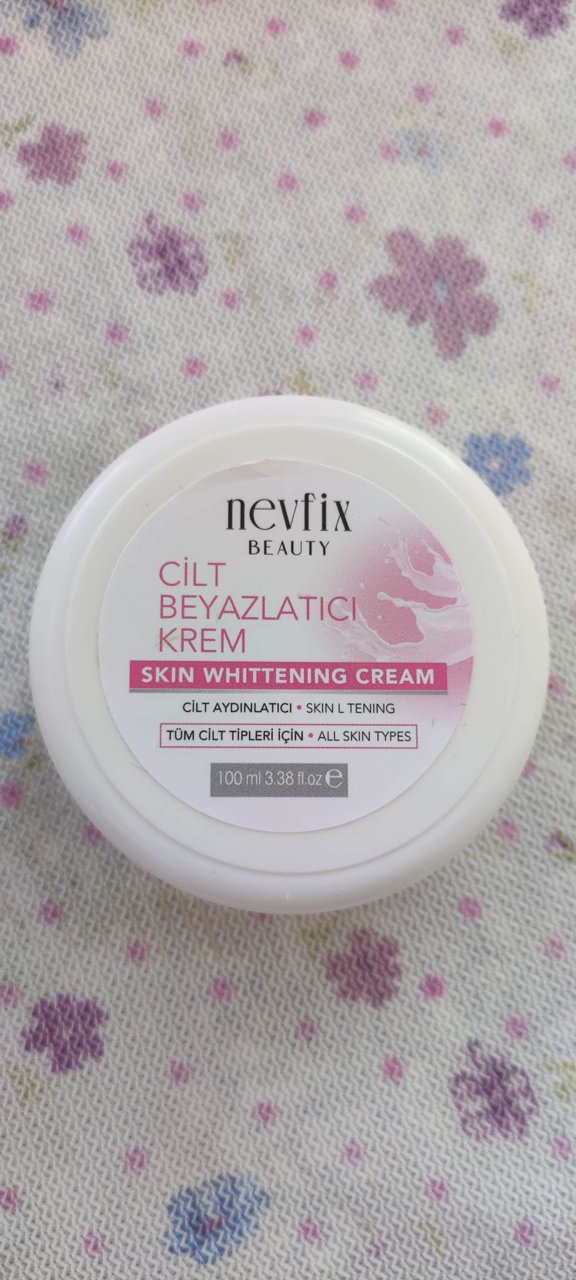 nevfix
BEAUTY
CİLT
BEYAZLATICI
KREM
SKIN WHITTENING CREAM
CİLT AYDINLATICI • SKIN L TENING
TÜM CİLT TİPLERİ İÇİN • ALL SKIN TYPES
100 ml 3.38 fl.oz ℮